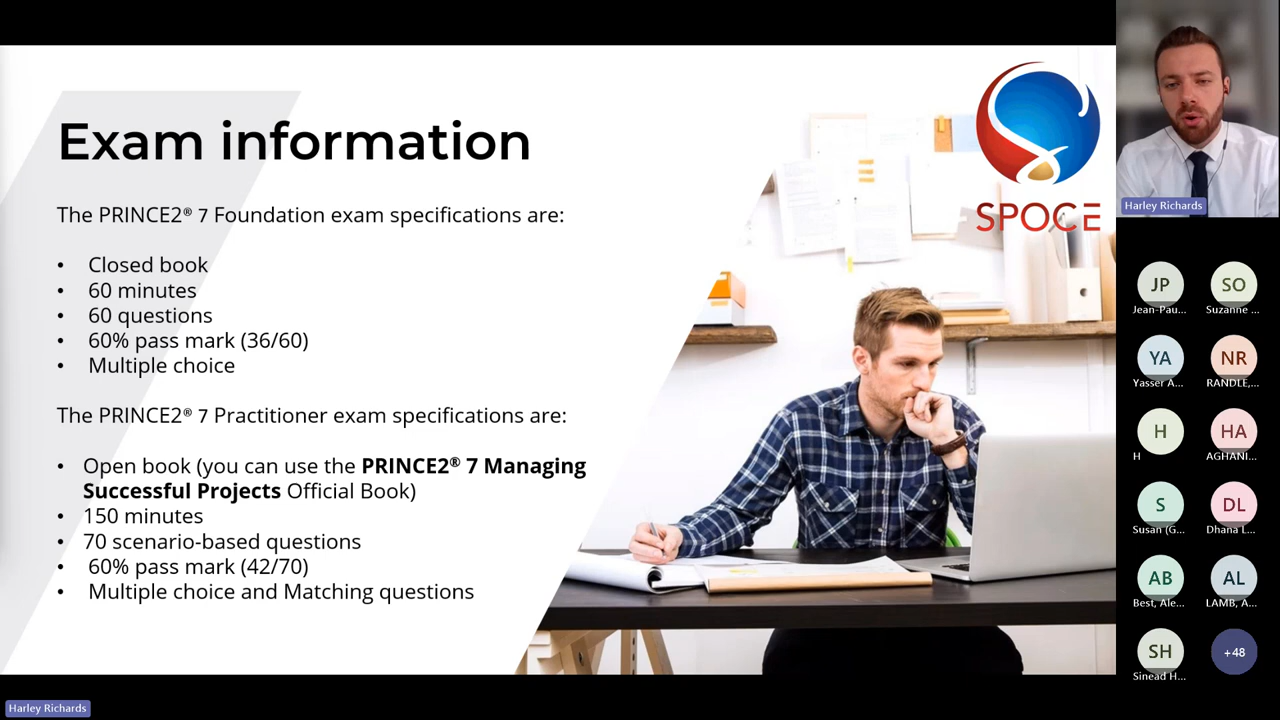 Exam information
SPOCE
The PRINCE2® 7 Foundation exam specifications are:
• Closed book
• 60 minutes
• 60 questions
• 60% pass mark (36/60)
• Multiple choice
The PRINCE2® 7 Practitioner exam specifications are:
• Open book (you can use the PRINCE2® 7 Managing
Successful Projects Official Book)
• 150 minutes
• 70 scenario-based questions
• 60% pass mark (42/70)
• Multiple choice and Matching questions
Harley Richards
Harley Richards
JP
SO
Jean-Pau...
Suzanne ...
YA
NR
Yasser A...
RANDLE,...
H
HA
H
AGHANI...
S
DL
Susan (G...
Dhana L...
AB
AL
Best, Ale...
LAMB, A...
SH
+48
Sinead H...